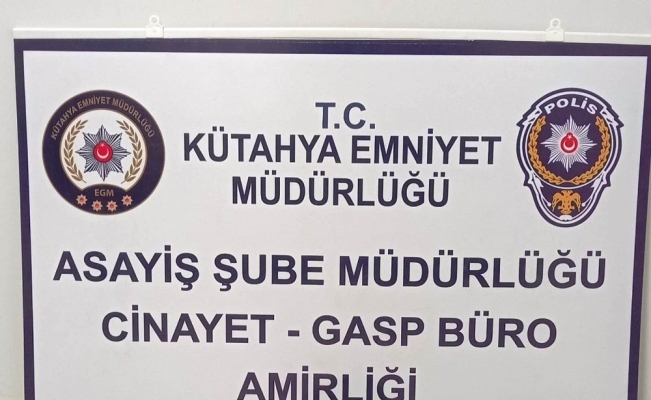 KÜTAHYA EMNİYET MÜDÜRLÜĞÜ
EGM
T.C.
KÜTAHYA EMNİYET
MÜDÜRLÜĞÜ
POLİS
ASAYİŞ ŞUBE MÜDÜRLÜĞÜ
CİNAYET - GASP BÜRO
AMİRLİĞİ